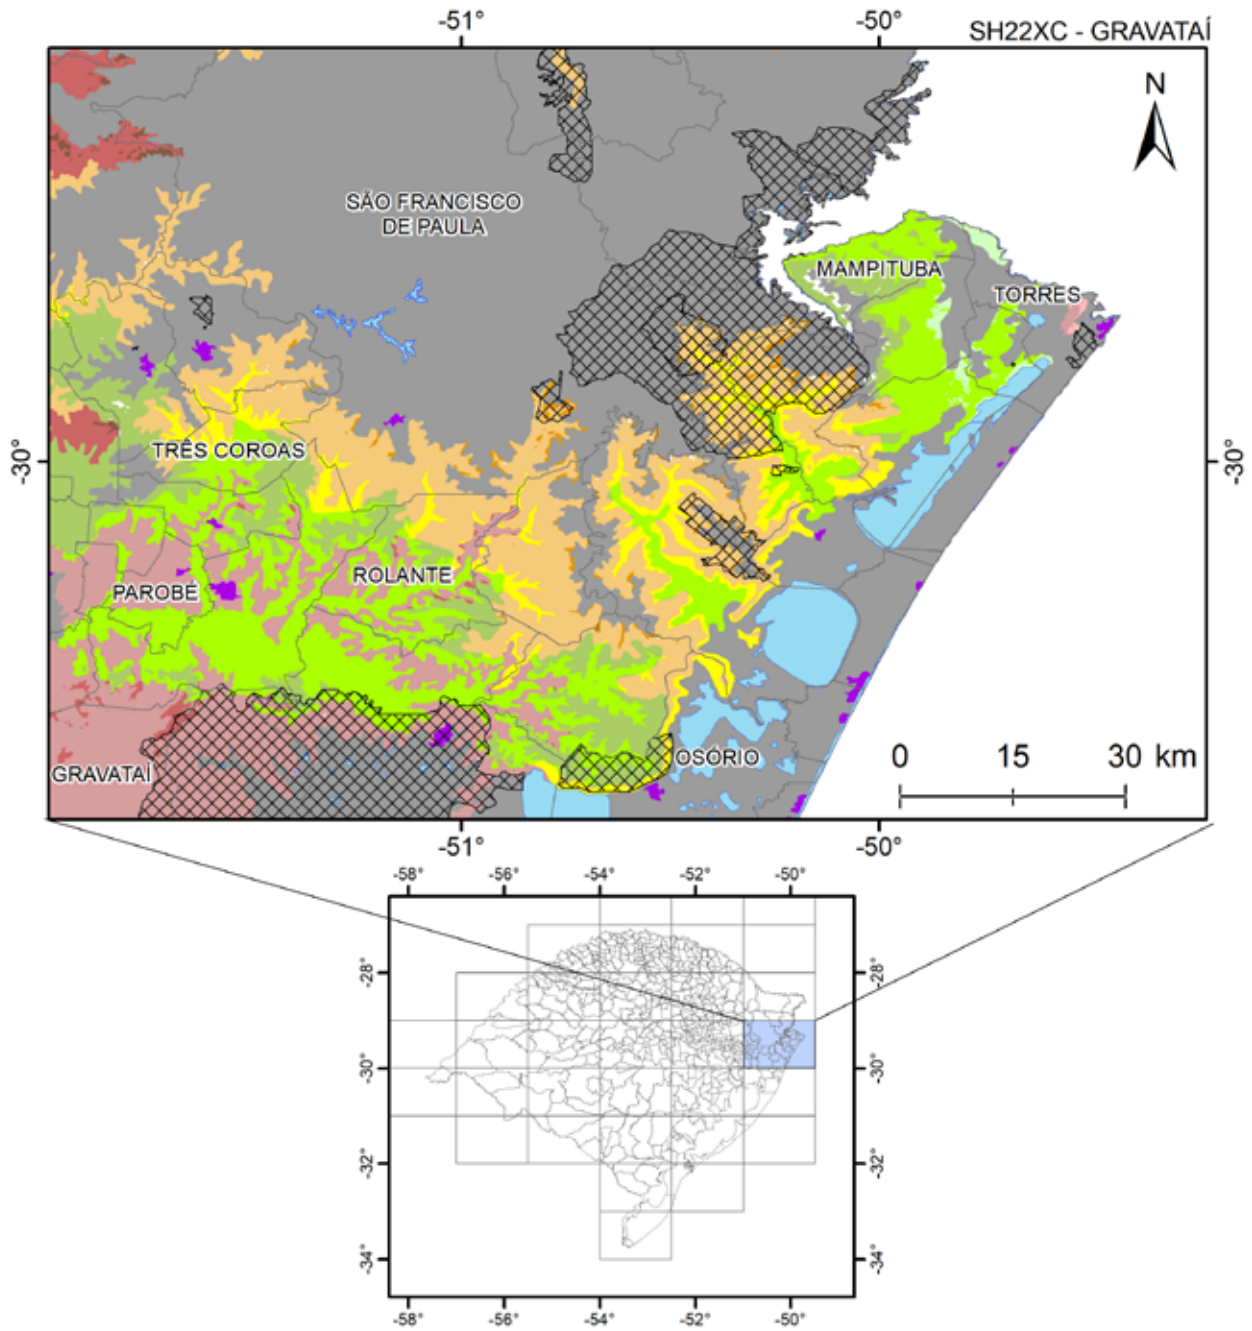 -51° -50°
SH22XC - GRAVATAÍ
N
SÃO FRANCISCO
DE PAULA
MAMPITUBA
TORRES
-30° -30°
TRÊS COROAS
ROLANTE
PAROBÉ
OSÓRIO
GRAVATAÍ
0 15 30 km
-51° -50°
-58° -56° -54° -52° -50°
-28° -28°
-30° -30°
-32° -32°
-34° -34°
-58° -56° -54° -52° -50°